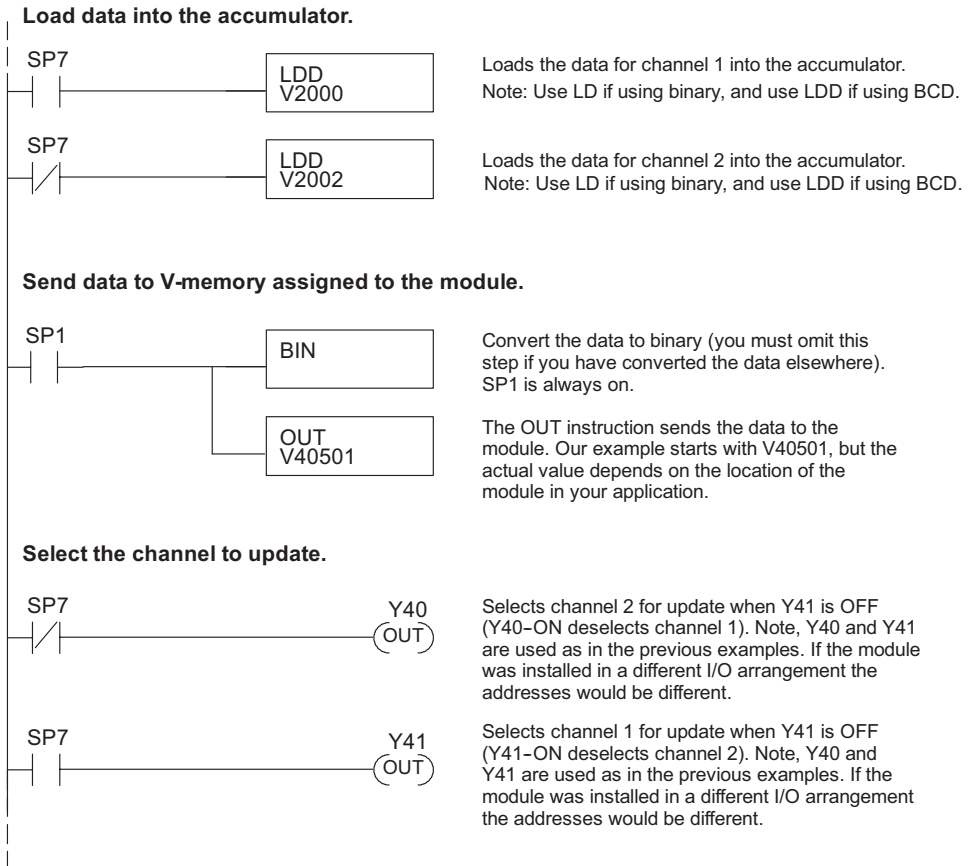 Load data into the accumulator.
SP7
LDD
V2000
Loads the data for channel 1 into the accumulator.
Note: Use LD if using binary, and use LDD if using BCD.
SP7
LDD
V2002
Loads the data for channel 2 into the accumulator.
Note: Use LD if using binary, and use LDD if using BCD.
Send data to V-memory assigned to the module.
SP1
BIN
Convert the data to binary (you must omit this
step if you have converted the data elsewhere).
SP1 is always on.
OUT
V40501
The OUT instruction sends the data to the
module. Our example starts with V40501, but the
actual value depends on the location of the
module in your application.
Select the channel to update.
SP7
Y40
OUT
Selects channel 2 for update when Y41 is OFF
(Y40-ON deselects channel 1). Note, Y40 and Y41
are used as in the previous examples. If the module
was installed in a different I/O arrangement the
addresses would be different.
SP7
Y41
OUT
Selects channel 1 for update when Y41 is OFF
(Y41-ON deselects channel 2). Note, Y40 and
Y41 are used as in the previous examples. If the
module was installed in a different I/O arrangement
the addresses would be different.